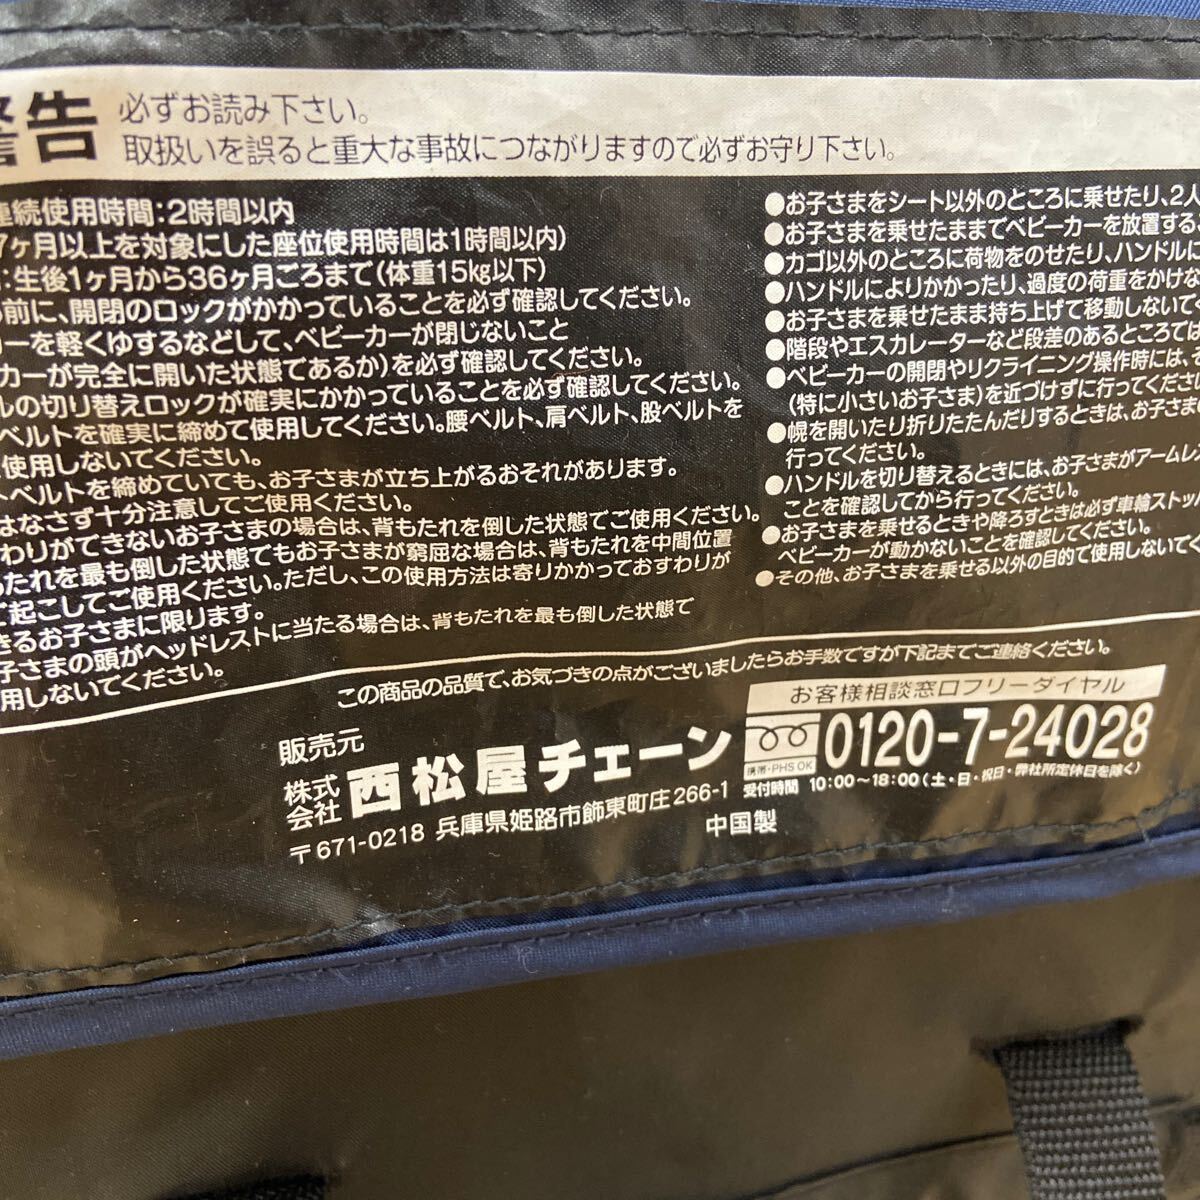 警告
必ずお読み下さい。
取扱いを誤ると重大な事故につながりますので必ずお守り下さい。
連続使用時間:2時間以内
7ヶ月以上を対象にした座位使用時間は1時間以内)
:生後1ヶ月から36ヶ月ごろまで(体重15kg以下)
前に、開閉のロックがかかっていることを必ず確認してください。
カーを軽くゆするなどして、ベビーカーが閉じないこと
カーが完全に開いた状態であるか)を必ず確認してください。
ルの切り替えロックが確実にかかっていることを必ず確認してください。
ベルトを確実に締めて使用してください。腰ベルト、肩ベルト、股ベルトを
使用しないでください。
トベルトを締めていても、お子さまが立ち上がるおそれがあります。
はなさず十分注意してご使用ください。
わりができないお子さまの場合は、背もたれを倒した状態でご使用ください。
たれを最も倒した状態でもお子さまが窮屈な場合は、背もたれを中間位置
起こしてご使用ください。ただし、この使用方法は寄りかかっておすわりが
きるお子さまに限ります。
子さまの頭がヘッドレストに当たる場合は、背もたれを最も倒した状態で
用しないでください。
●お子さまをシート以外のところに乗せたり、2人
●お子さまを乗せたままでベビーカーを放置する、
●カゴ以外のところに荷物をのせたり、ハンドルに
●ハンドルによりかかったり、過度の荷重をかけな
●お子さまを乗せたまま持ち上げて移動しないで
●階段やエスカレーターなど段差のあるところでは
●ベビーカーの開閉やリクライニング操作時には、
(特に小さいお子さま)を近づけずに行ってくださ
●幌を開いたり折りたたんだりするときは、お子さまの
行ってください。
●ハンドルを切り替えるときには、お子さまがアームレス
ことを確認してから行ってください。
●お子さまを乗せるときや降ろすときは必ず車輪ストッパ
ベビーカーが動かないことを確認してください。
●その他、お子さまを乗せる以外の目的で使用しないでく
この商品の品質で、お気づきの点がございましたらお手数ですが下記までご連絡ください。
販売元
株式会社 西松屋チェーン
〒671-0218 兵庫県姫路市飾東町庄266-1
中国製
お客様相談窓口フリーダイヤル
0120-7-24028
携帯・PHS OK
受付時間 10:00〜18:00(土・日・祝日・弊社所定休日を除く)